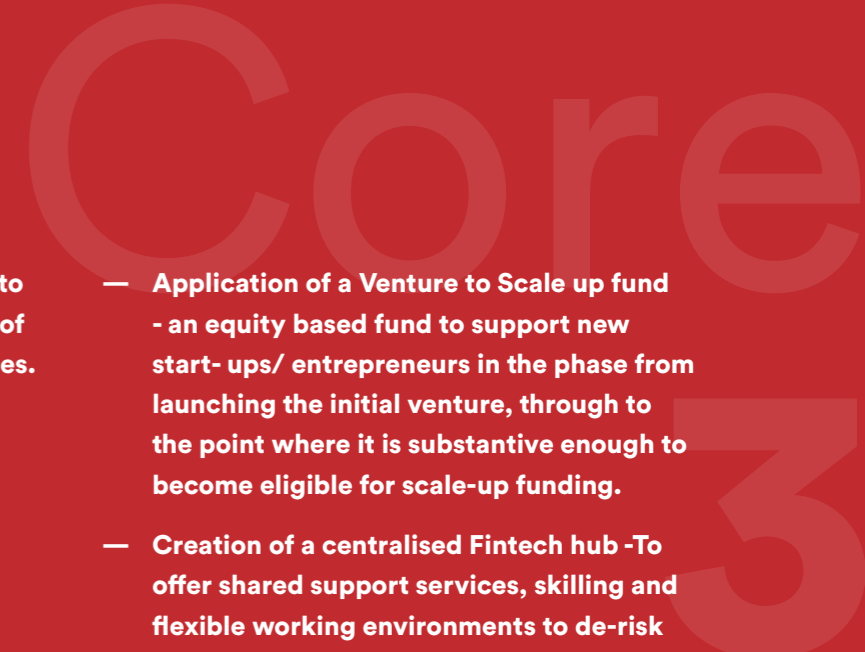 Core
3
to
of
es.
— Application of a Venture to Scale up fund
- an equity based fund to support new
start- ups/ entrepreneurs in the phase from
launching the initial venture, through to
the point where it is substantive enough to
become eligible for scale-up funding.
— Creation of a centralised Fintech hub -To
offer shared support services, skilling and
flexible working environments to de-risk